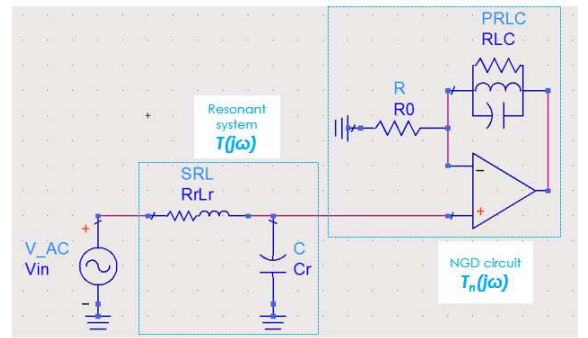 PRLC
RLC
R
R0
Resonant
system
T(jω)
SRL
RrLr
−
+
+
V_AC
Vin
−
C
Cr
NGD circuit
Tn(jω)